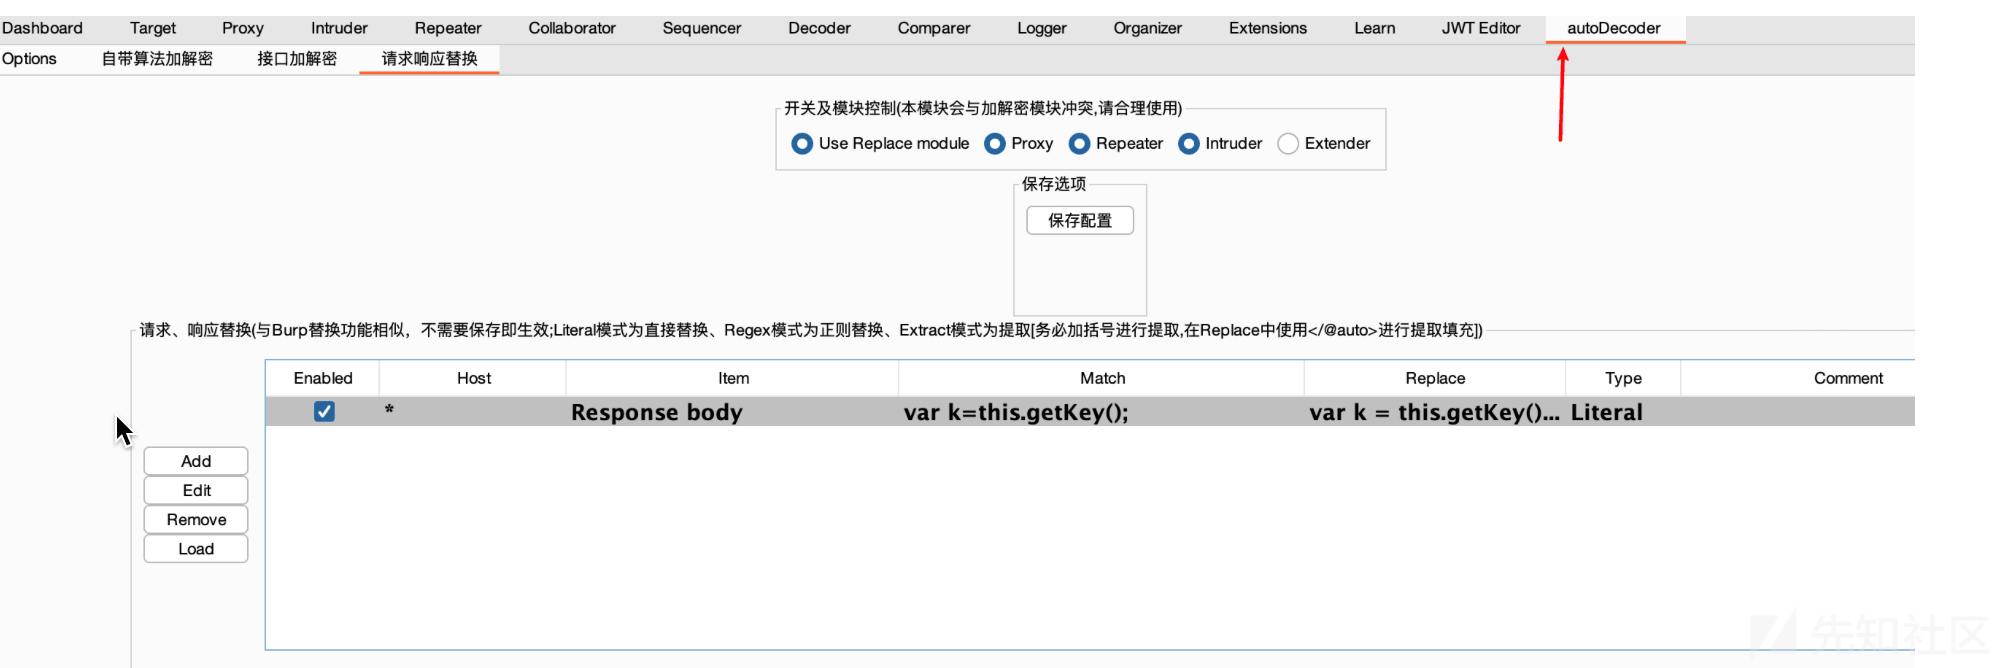 Dashboard Target Proxy Intruder Repeater Collaborator Sequencer Decoder Comparer Logger Organizer Extensions Learn JWT Editor autoDecoder
Options 自带算法加解密 接口加解密 请求响应替换
开关及模块控制(本模块会与加解密模块冲突,请合理使用)
Use Replace module Proxy Repeater Intruder Extender
保存选项
保存配置
请求、响应替换(与Burp替换功能相似，不需要保存即生效;Literal模式为直接替换、Regex模式为正则替换、Extract模式为提取[务必加括号进行提取,在Replace中使用</@auto>进行提取填充])
Enabled Host Item Match Replace Type Comment
* Response body var k=this.getKey(); var k = this.getKey()... Literal
Add
Edit
Remove
Load
先知社区